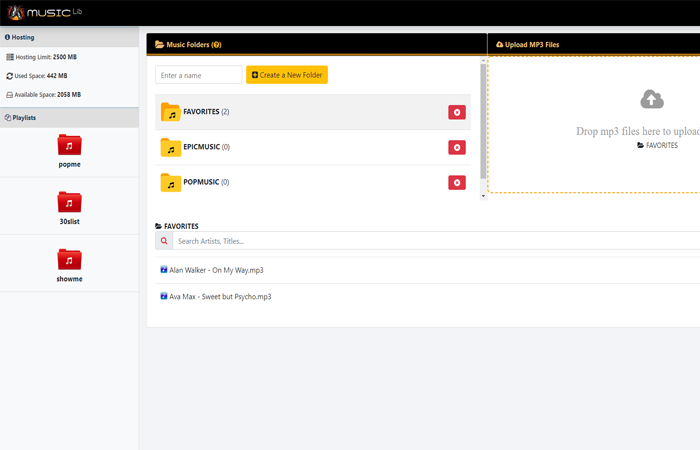 MUSIC Lib
Hosting
Hosting Limit: 2500 MB
Used Space: 442 MB
Available Space: 2058 MB
Playlists
popme
30slist
showme
Music Folders (?)
Enter a name
Create a New Folder
FAVORITES (2)
EPICMUSIC (0)
POPMUSIC (0)
Upload MP3 Files
Drop mp3 files here to upload
FAVORITES
FAVORITES
Search Artists, Titles...
Alan Walker - On My Way.mp3
Ava Max - Sweet but Psycho.mp3